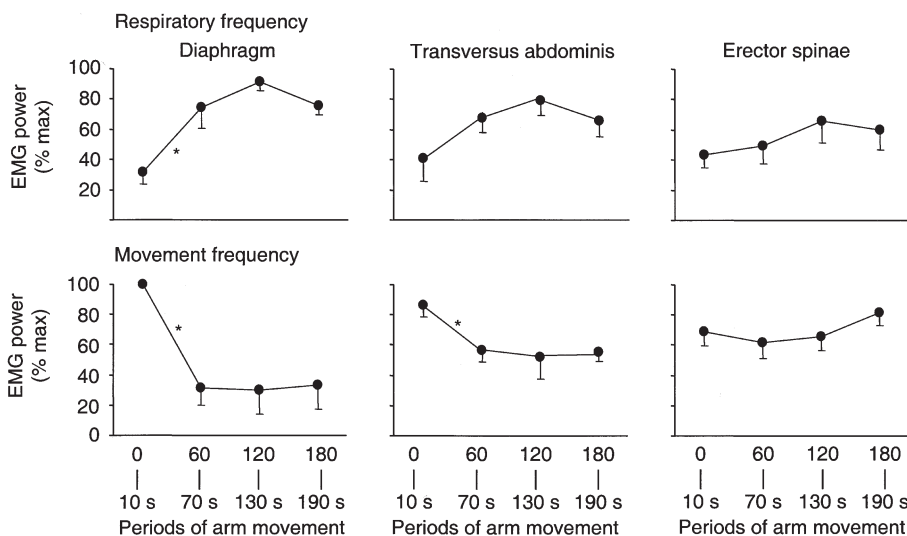 Respiratory frequency
Diaphragm Transversus abdominis Erector spinae
EMG power
(% max)
100
80
60
40
20
*
Movement frequency
EMG power
(% max)
100
80
60
40
20
0
*
*
0 60 120 180 0 60 120 180 0 60 120 180
10 s 70 s 130 s 190 s 10 s 70 s 130 s 190 s 10 s 70 s 130 s 190 s
Periods of arm movement Periods of arm movement Periods of arm movement